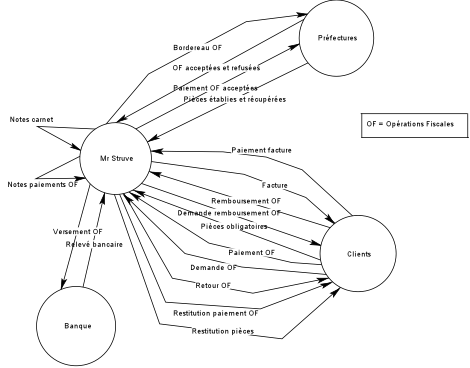 Bordereau OF
Préfectures
OF acceptées et refusées
Paiement OF acceptées
Pièces établies et récupérées
Notes carnet
OF = Opérations Fiscales
Paiement facture
Mr Struve
Facture
Notes paiements OF
Remboursement OF
Demande remboursement OF
Pièces obligatoires
Versement OF
Relevé bancaire
Paiement OF
Clients
Demande OF
Retour OF
Restitution paiement OF
Banque
Restitution pièces